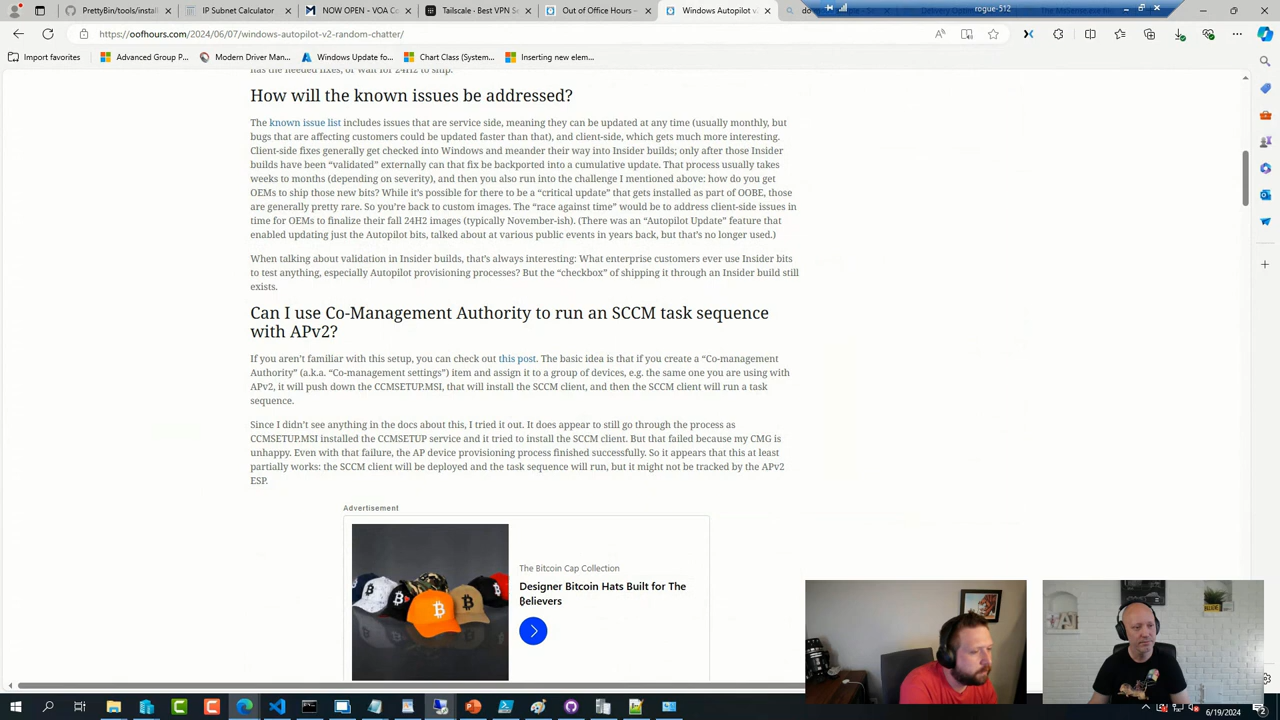 PrettyBin/tools/install
IP Subnet Calculator
NOW OPEN - VOA Co
Tailscale - Best VPN S
Out of Office Hours –
Windows Autopilot v
rogue-512
https://oofhours.com/2024/06/07/windows-autopilot-v2-random-chatter/
Import favorites
Advanced Group P...
Modern Driver Man...
Windows Update fo...
Chart Class (System...
Inserting new elem...
has the needed fixes, or wait for 24H2 to ship.
How will the known issues be addressed?
The known issue list includes issues that are service side, meaning they can be updated at any time (usually monthly, but
bugs that are affecting customers could be updated faster than that), and client-side, which gets much more interesting.
Client-side fixes generally get checked into Windows and meander their way into Insider builds; only after those Insider
builds have been “validated” externally can that fix be backported into a cumulative update. That process usually takes
weeks to months (depending on severity), and then you also run into the challenge I mentioned above: how do you get
OEMs to ship those new bits? While it’s possible for there to be a “critical update” that gets installed as part of OOBE, those
are generally pretty rare. So you’re back to custom images. The “race against time” would be to address client-side issues in
time for OEMs to finalize their fall 24H2 images (typically November-ish). (There was an “Autopilot Update” feature that
enabled updating just the Autopilot bits, talked about at various public events in years back, but that’s no longer used.)
When talking about validation in Insider builds, that’s always interesting: What enterprise customers ever use Insider bits
to test anything, especially Autopilot provisioning processes? But the “checkbox” of shipping it through an Insider build still
exists.
Can I use Co-Management Authority to run an SCCM task sequence
with APv2?
If you aren’t familiar with this setup, you can check out this post. The basic idea is that if you create a “Co-management
Authority” (a.k.a. “Co-management settings”) item and assign it to a group of devices, e.g. the same one you are using with
APv2, it will push down the CCMSETUP.MSI, that will install the SCCM client, and then the SCCM client will run a task
sequence.
Since I didn’t see anything in the docs about this, I tried it out. It does appear to still go through the process as
CCMSETUP.MSI installed the CCMSETUP service and it tried to install the SCCM client. But that failed because my CMG is
unhappy. Even with that failure, the AP device provisioning process finished successfully. So it appears that this at least
partially works: the SCCM client will be deployed and the task sequence will run, but it might not be tracked by the APv2
ESP.
Advertisement
The Bitcoin Cap Collection
Designer Bitcoin Hats Built for The
Believers
6/19/2024
2